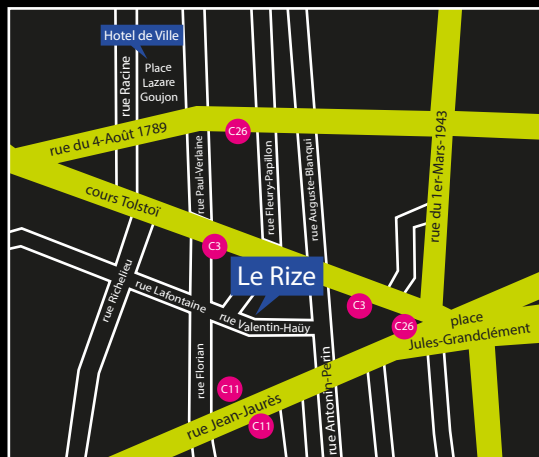 Hotel de Ville
Place
Lazare
Goujon
rue Racine
rue du 4-Août 1789
C26
rue Paul-Verlaine
rue Fleury-Papillon
rue Auguste-Blanqui
rue du 1er-Mars-1943
cours Tolstoï
C3
Le Rize
rue Richelieu
rue Lafontaine
rue Valentin-Haüy
C3
C26
place
Jules-Grandclément
rue Florian
C11
rue Jean-Jaurès
C11
rue Antonin-Perin